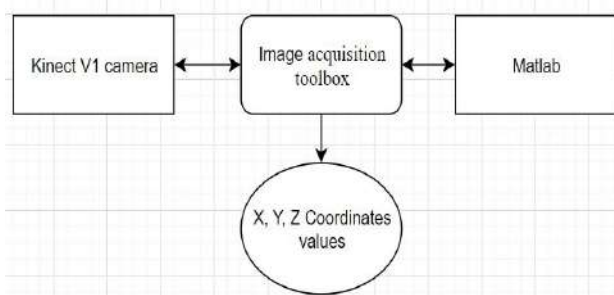 Kinect V1 camera
Image acquisition
toolbox
Matlab
X, Y, Z Coordinates
values